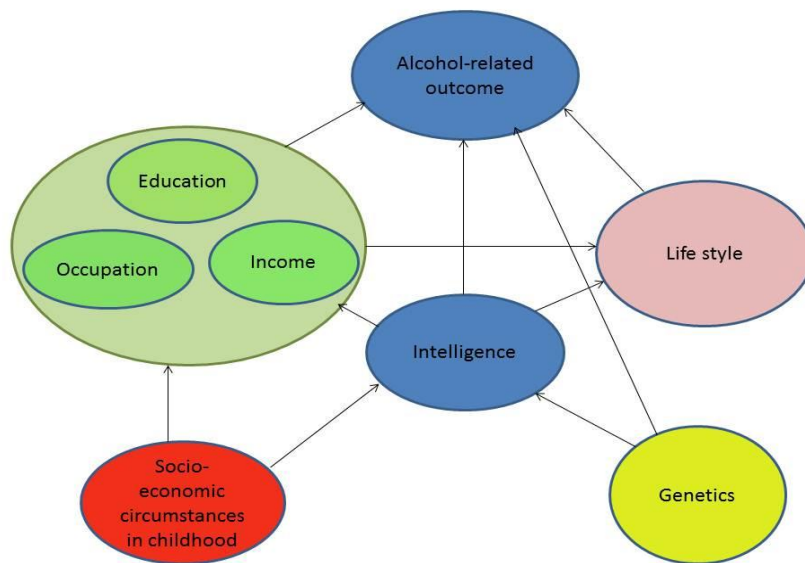 Alcohol-related
outcome
Education
Occupation
Income
Life style
Intelligence
Socio-
economic
circumstances
in childhood
Genetics